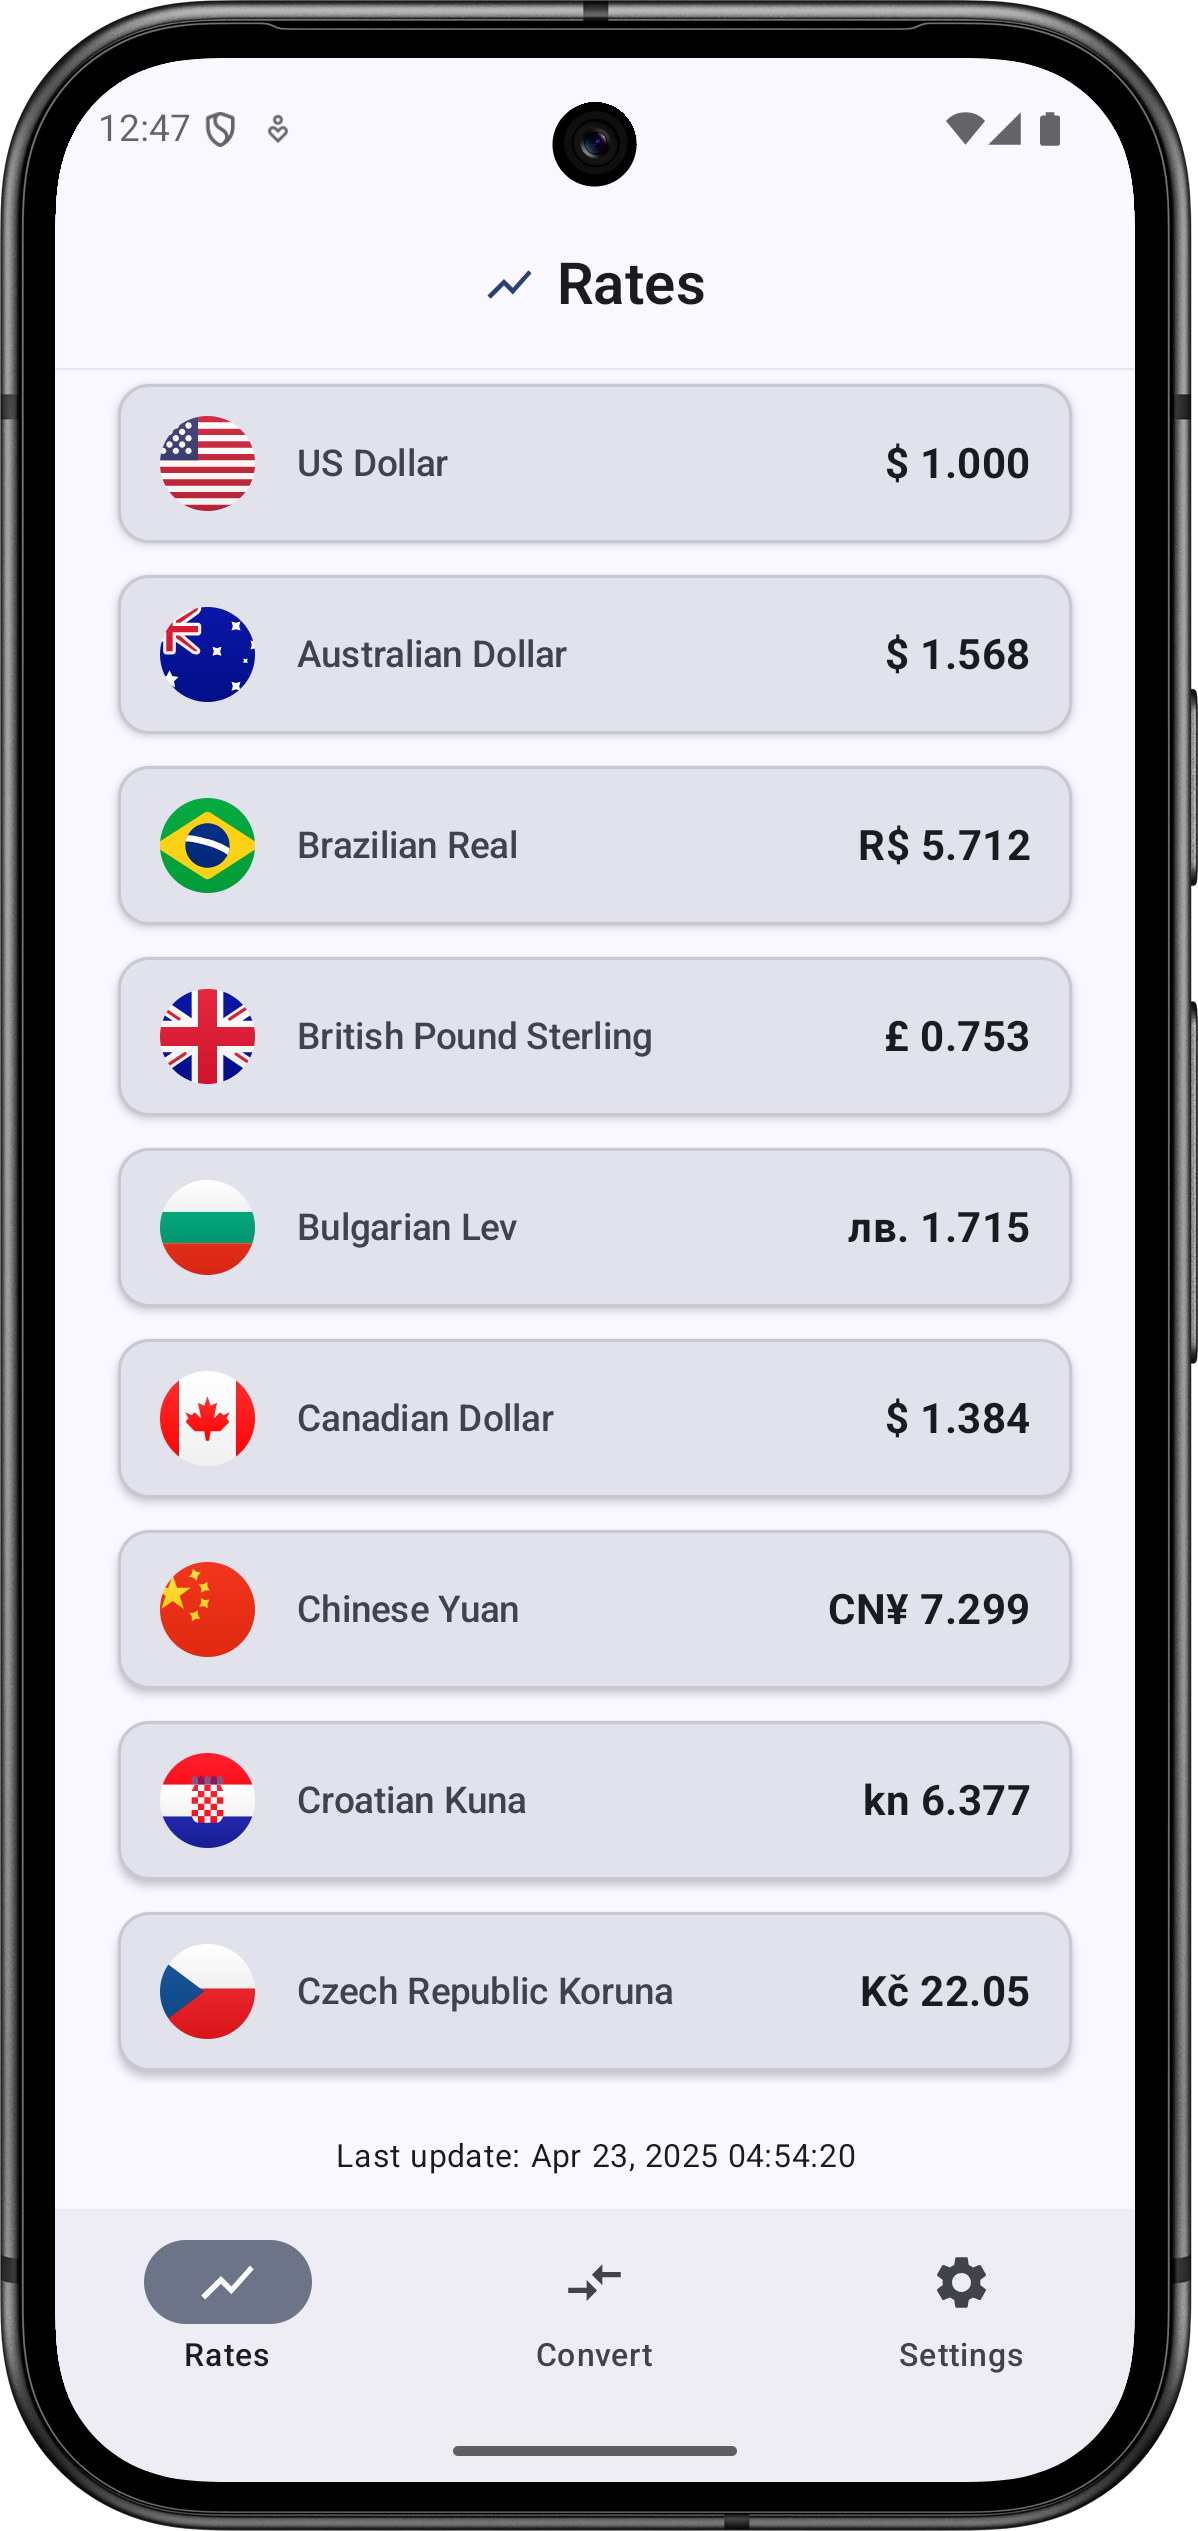 12:47
Rates
US Dollar $ 1.000
Australian Dollar $ 1.568
Brazilian Real R$ 5.712
British Pound Sterling £ 0.753
Bulgarian Lev лв. 1.715
Canadian Dollar $ 1.384
Chinese Yuan CN¥ 7.299
Croatian Kuna kn 6.377
Czech Republic Koruna Kč 22.05
Last update: Apr 23, 2025 04:54:20
Rates Convert Settings